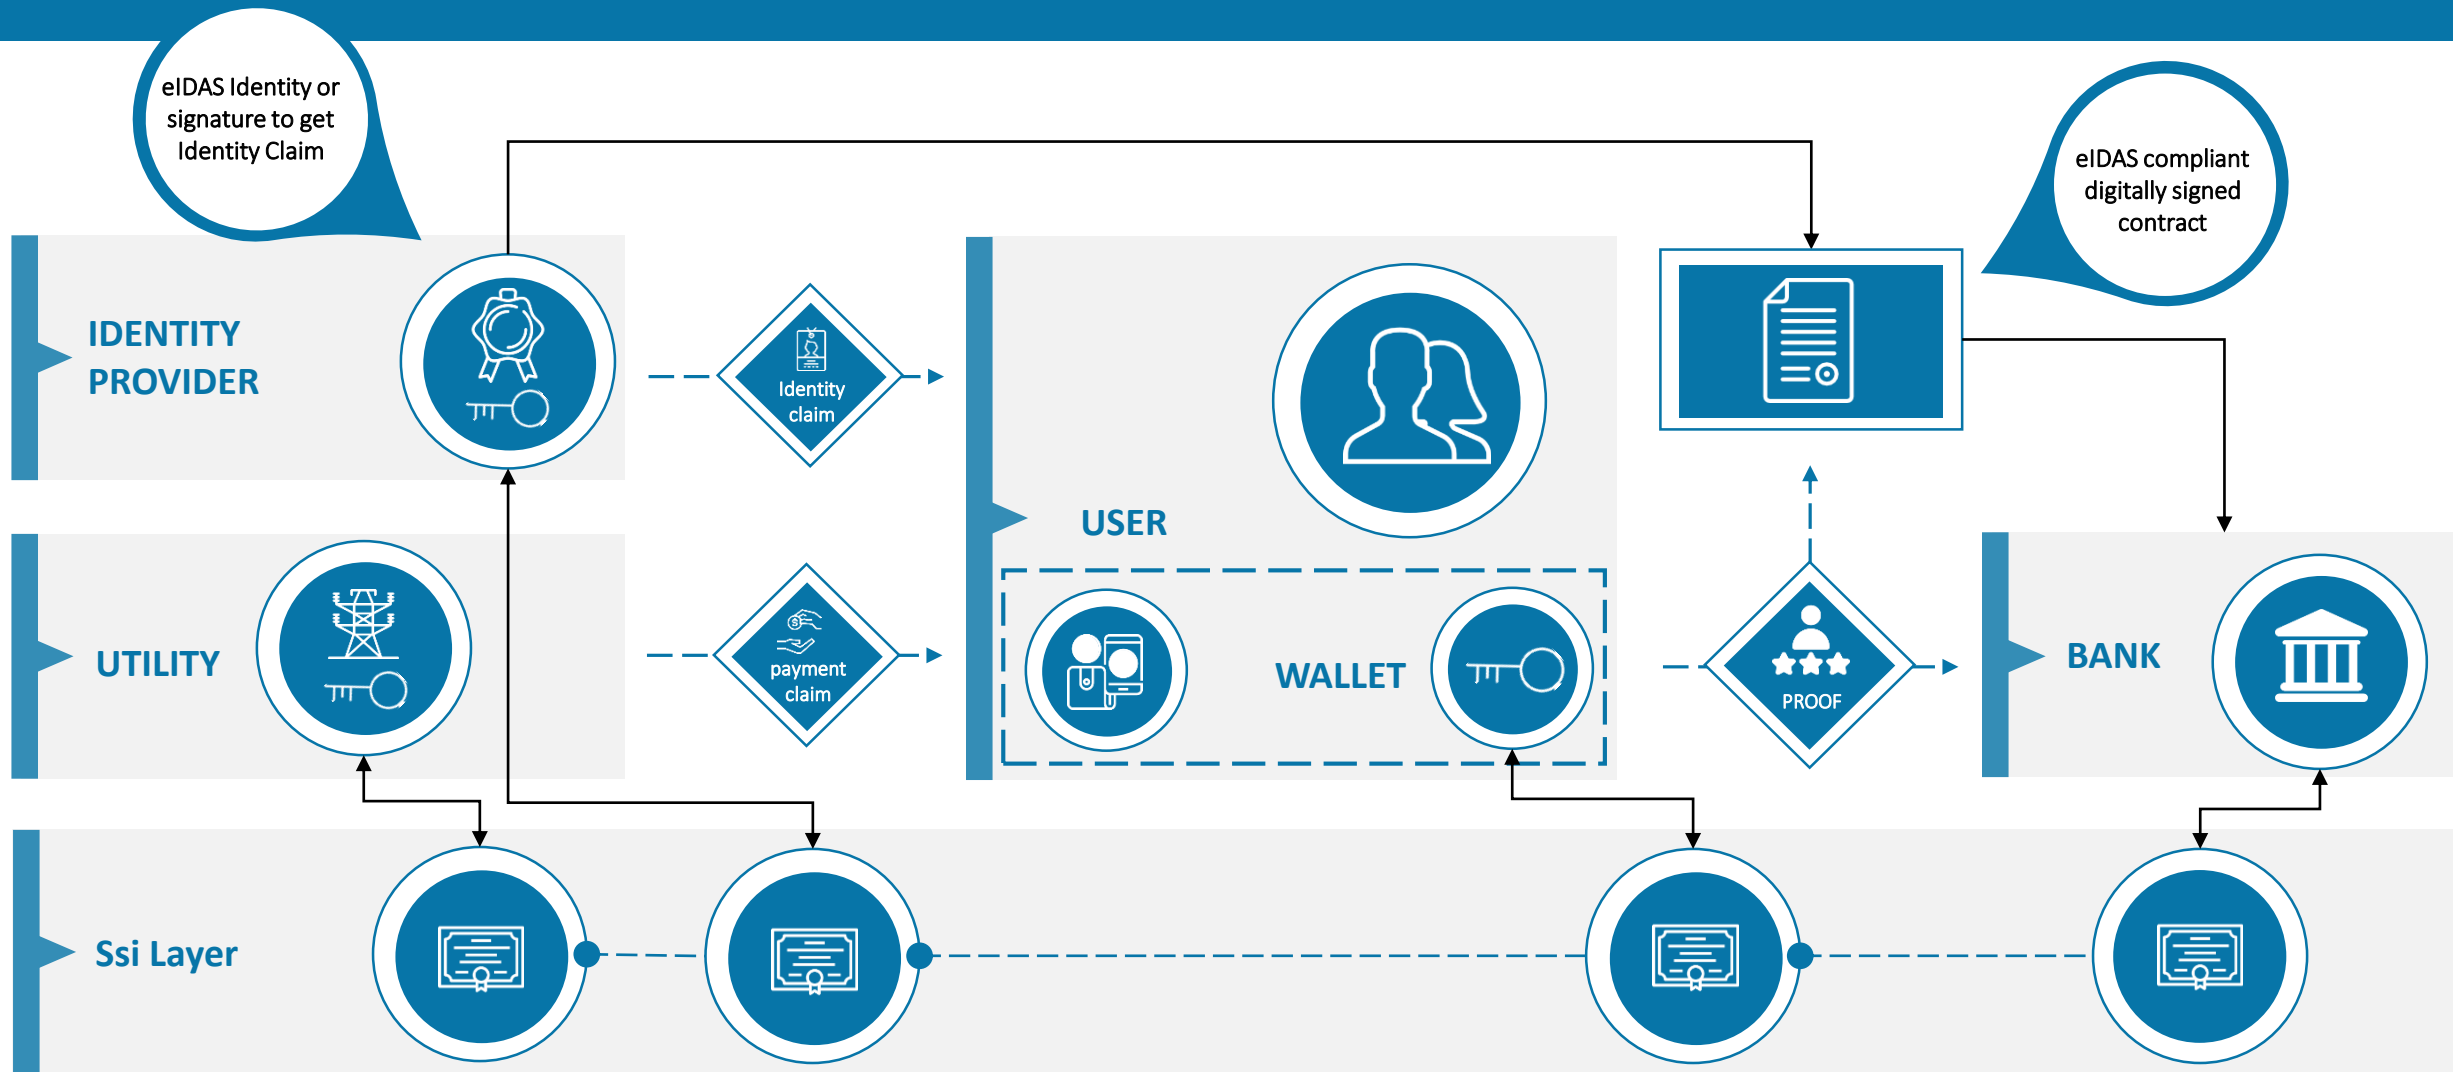 eIDAS Identity or
signature to get
Identity Claim
eIDAS compliant
digitally signed
contract
IDENTITY
PROVIDER
Identity
claim
USER
UTILITY
payment
claim
WALLET
PROOF
BANK
Ssi Layer